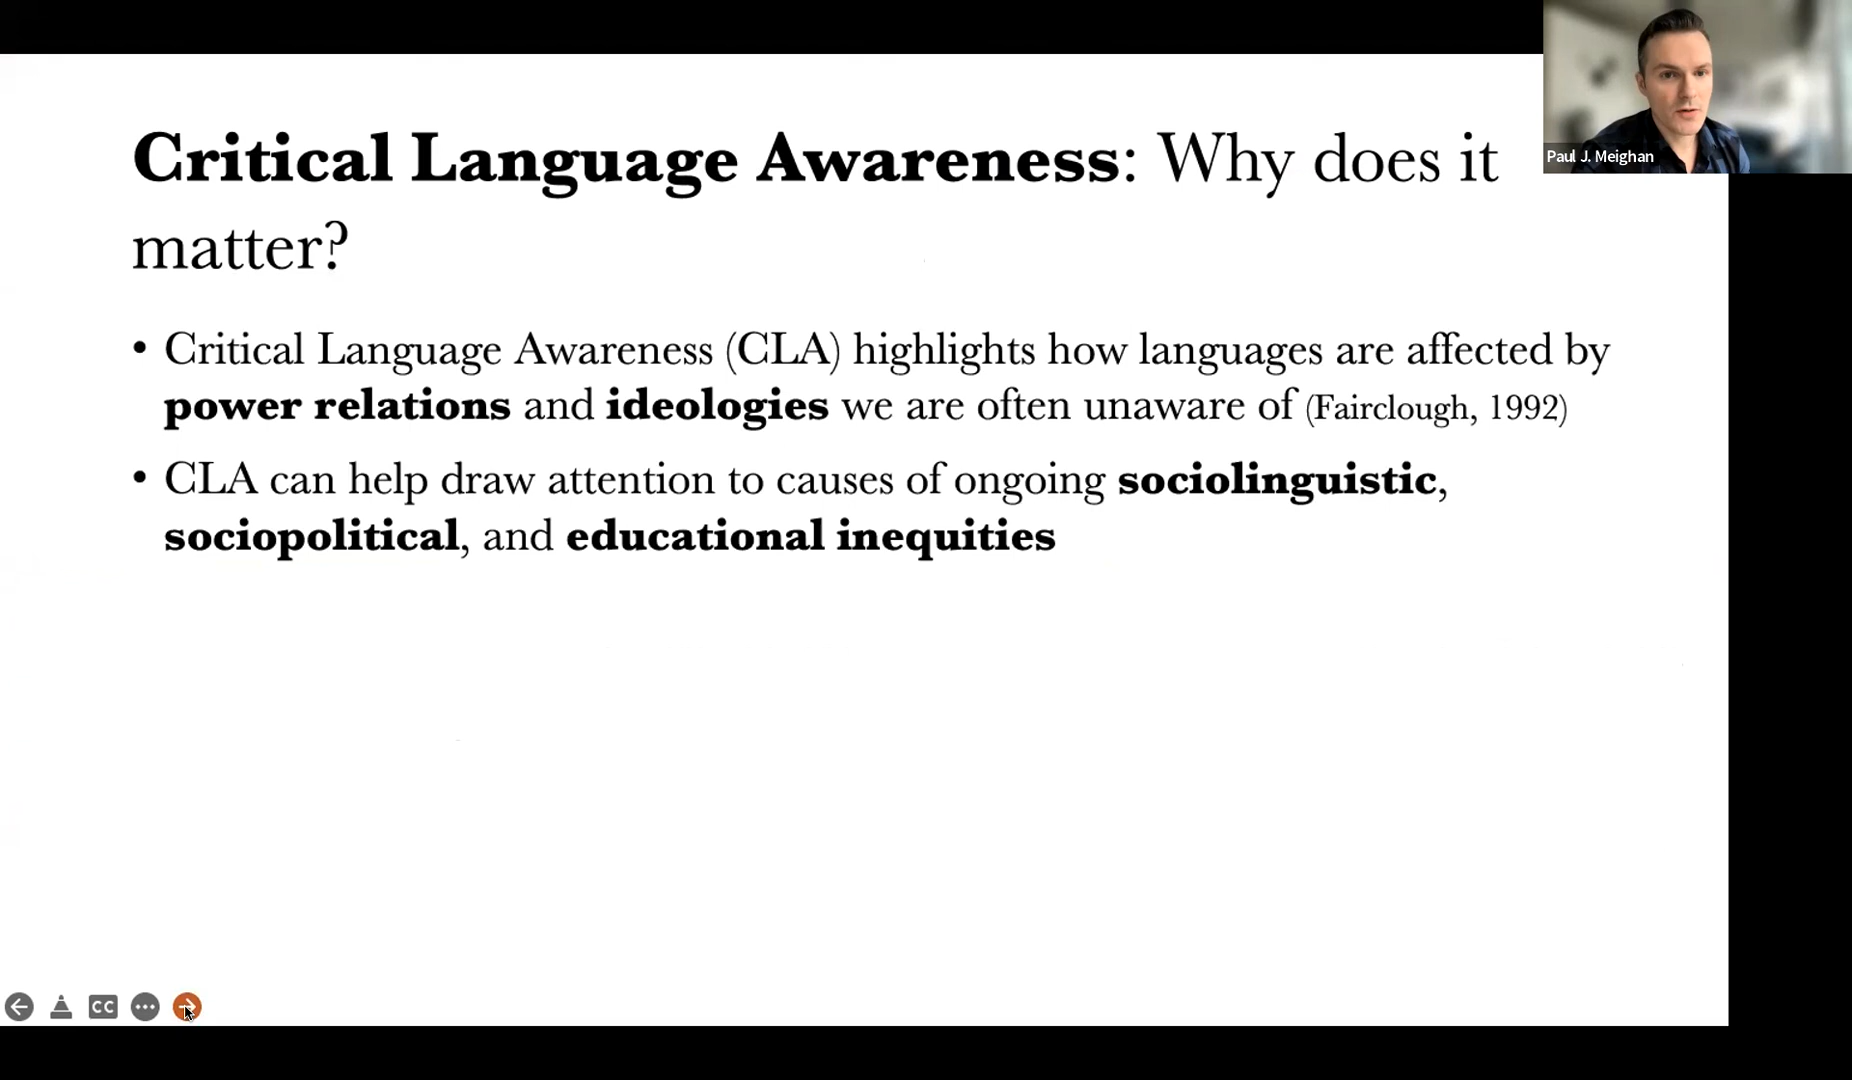 Critical Language Awareness: Why does it
matter?
• Critical Language Awareness (CLA) highlights how languages are affected by
power relations and ideologies we are often unaware of (Fairclough, 1992)
• CLA can help draw attention to causes of ongoing sociolinguistic,
sociopolitical, and educational inequities
Paul J. Meighan
CC